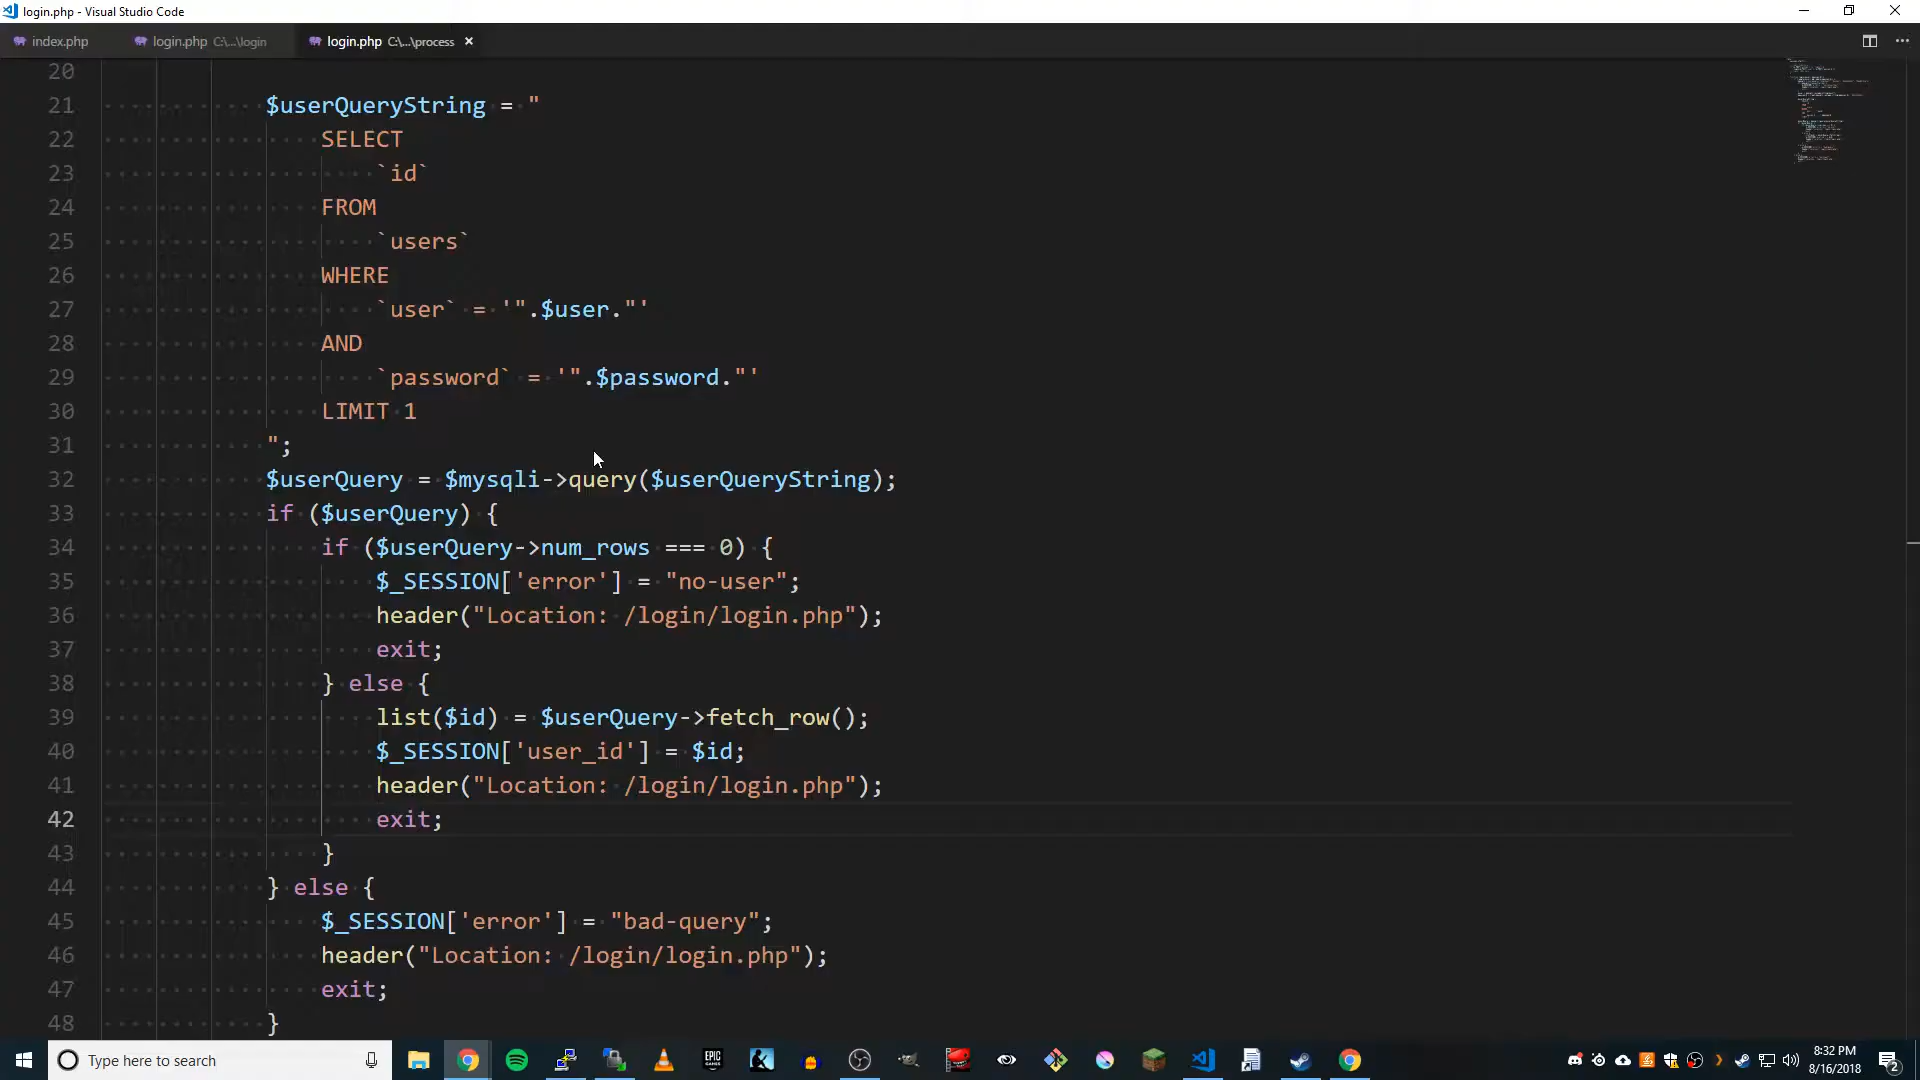 login.php - Visual Studio Code
index.php login.php C:\...\login login.php C:\...\process
20
21 $userQueryString = "
22 SELECT
23 `id`
24 FROM
25 `users`
26 WHERE
27 `user` = '".$user."'
28 AND
29 `password` = '".$password."'
30 LIMIT 1
31 ";
32 $userQuery = $mysqli->query($userQueryString);
33 if ($userQuery) {
34 if ($userQuery->num_rows === 0) {
35 $_SESSION['error'] = "no-user";
36 header("Location: /login/login.php");
37 exit;
38 } else {
39 list($id) = $userQuery->fetch_row();
40 $_SESSION['user_id'] = $id;
41 header("Location: /login/login.php");
42 exit;
43 }
44 } else {
45 $_SESSION['error'] = "bad-query";
46 header("Location: /login/login.php");
47 exit;
48 }
Type here to search
EPIC GAMES
8:32 PM
8/16/2018
2